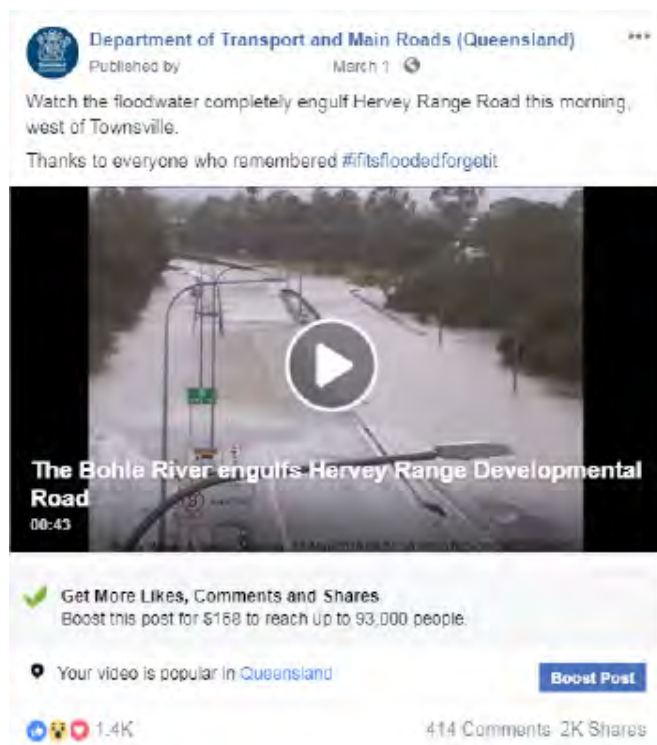 Department of Transport and Main Roads (Queensland)
Published by March 1
Watch the floodwater completely engulf Hervey Range Road this morning,
west of Townsville.
Thanks to everyone who remembered #ifitsfloodedforgetit
The Bohle River engulfs Hervey Range Developmental
Road
00:43
Get More Likes, Comments and Shares
Boost this post for $168 to reach up to 93,000 people.
Your video is popular in Queensland
Boost Post
1.4K
414 Comments 2K Shares